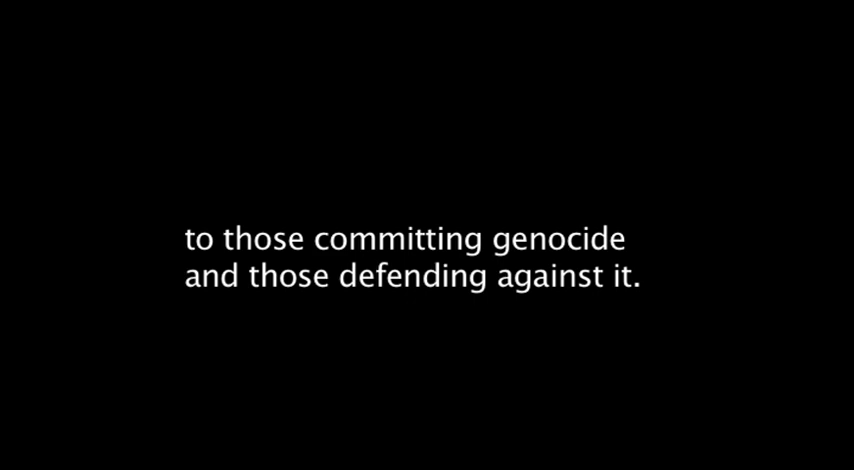 to those committing genocide
and those defending against it.